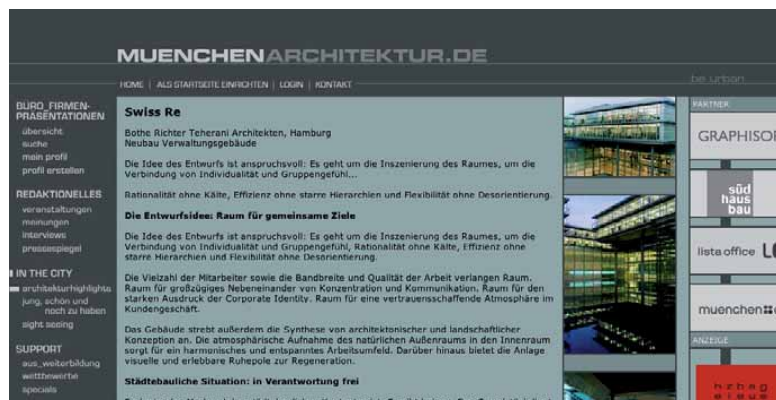 MUENCHENARCHITEKTUR.DE
HOME | ALS STARTSEITE EINRICHTEN | LOGIN | KONTAKT
be urban
BÜRO_FIRMEN-
PRÄSENTATIONEN
übersicht
suche
mein profil
profil erstellen
REDAKTIONELLES
veranstaltungen
meinungen
interviews
pressespiegel
IN THE CITY
architekturhighlights
jung, schön und
noch zu haben
sight seeing
SUPPORT
aus_weiterbildung
wettbewerbe
specials
Swiss Re
Bothe Richter Teherani Architekten, Hamburg
Neubau Verwaltungsgebäude
Die Idee des Entwurfs ist anspruchsvoll: Es geht um die Inszenierung des Raumes, um die
Verbindung von Individualität und Gruppengefühl...
Rationalität ohne Kälte, Effizienz ohne starre Hierarchien und Flexibilität ohne Desorientierung.
Die Entwurfsidee: Raum für gemeinsame Ziele
Die Idee des Entwurfs ist anspruchsvoll: Es geht um die Inszenierung des Raumes, um die
Verbindung von Individualität und Gruppengefühl, Rationalität ohne Kälte, Effizienz ohne
starre Hierarchien und Flexibilität ohne Desorientierung.
Die Vielzahl der Mitarbeiter sowie die Bandbreite und Qualität der Arbeit verlangen Raum.
Raum für großzügiges Nebeneinander von Konzentration und Kommunikation. Raum für den
starken Ausdruck der Corporate Identity. Raum für eine vertrauensschaffende Atmosphäre im
Kundengeschäft.
Das Gebäude strebt außerdem die Synthese von architektonischer und landschaftlicher
Konzeption an. Die atmosphärische Aufnahme des natürlichen Außenraums in den Innenraum
sorgt für ein harmonisches und entspanntes Arbeitsumfeld. Darüber hinaus bietet die Anlage
visuelle und erlebbare Ruhepole zur Regeneration.
Städtebauliche Situation: in Verantwortung frei
PARTNER
GRAPHISO
süd
haus
bau
lista office L
muenchen
ANZEIGE